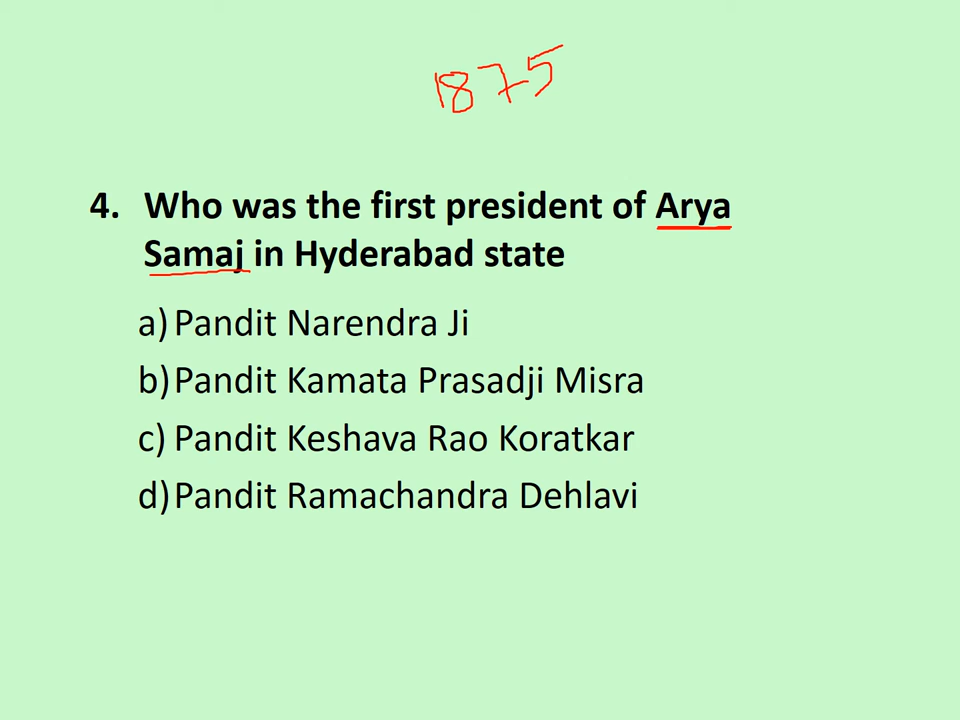 1875
4. Who was the first president of Arya
Samaj in Hyderabad state
a) Pandit Narendra Ji
b) Pandit Kamata Prasadji Misra
c) Pandit Keshava Rao Koratkar
d) Pandit Ramachandra Dehlavi